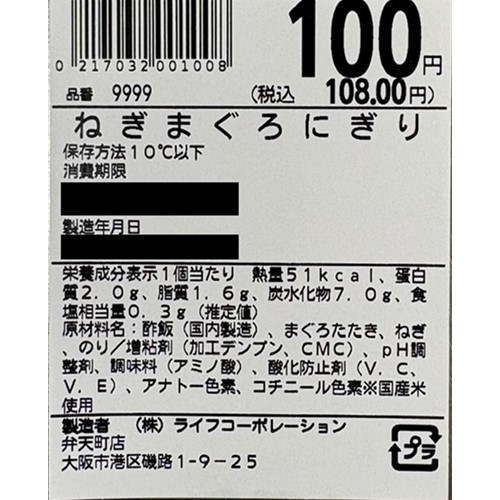 0 217032 001008
100円
品番 9999
(税込 108.00円)
ねぎまぐろにぎり
保存方法10℃以下
消費期限
製造年月日
栄養成分表示1個当たり 熱量51kcal、蛋白
質2.0g、脂質1.6g、炭水化物7.0g、食
塩相当量0.3g(推定値)
原材料名:酢飯(国内製造)、まぐろたたき、ねぎ
、のり/増粘剤(加工デンプン、CMC)、pH調
整剤、調味料(アミノ酸)、酸化防止剤(V.C、
V.E)、アナトー色素、コチニール色素※国産米
使用
製造者 (株)ライフコーポレーション
弁天町店
大阪市港区磯路1-9-25
プラ